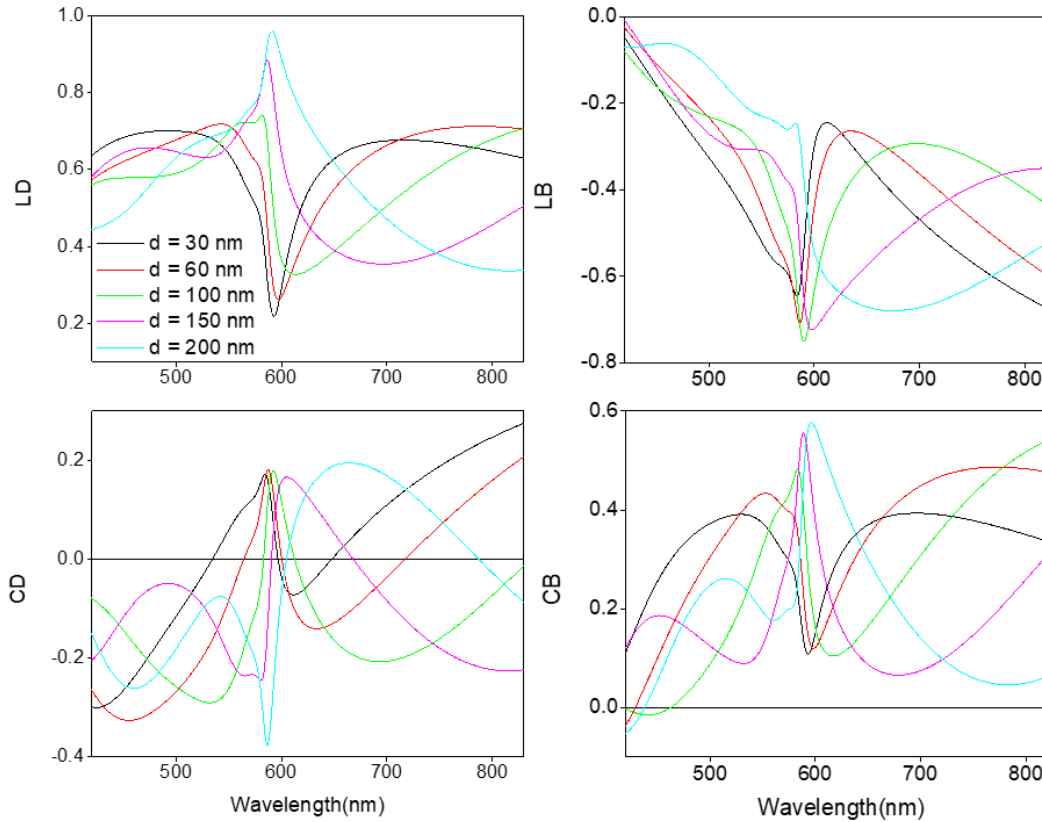 1.0
0.8
0.6
0.4
0.2
LD
d = 30 nm
d = 60 nm
d = 100 nm
d = 150 nm
d = 200 nm
500 600 700 800
0.0
-0.2
-0.4
-0.6
-0.8
LB
500 600 700 800
0.2
0.0
-0.2
-0.4
CD
500 600 700 800
Wavelength(nm)
0.6
0.4
0.2
0.0
CB
500 600 700 800
Wavelength(nm)